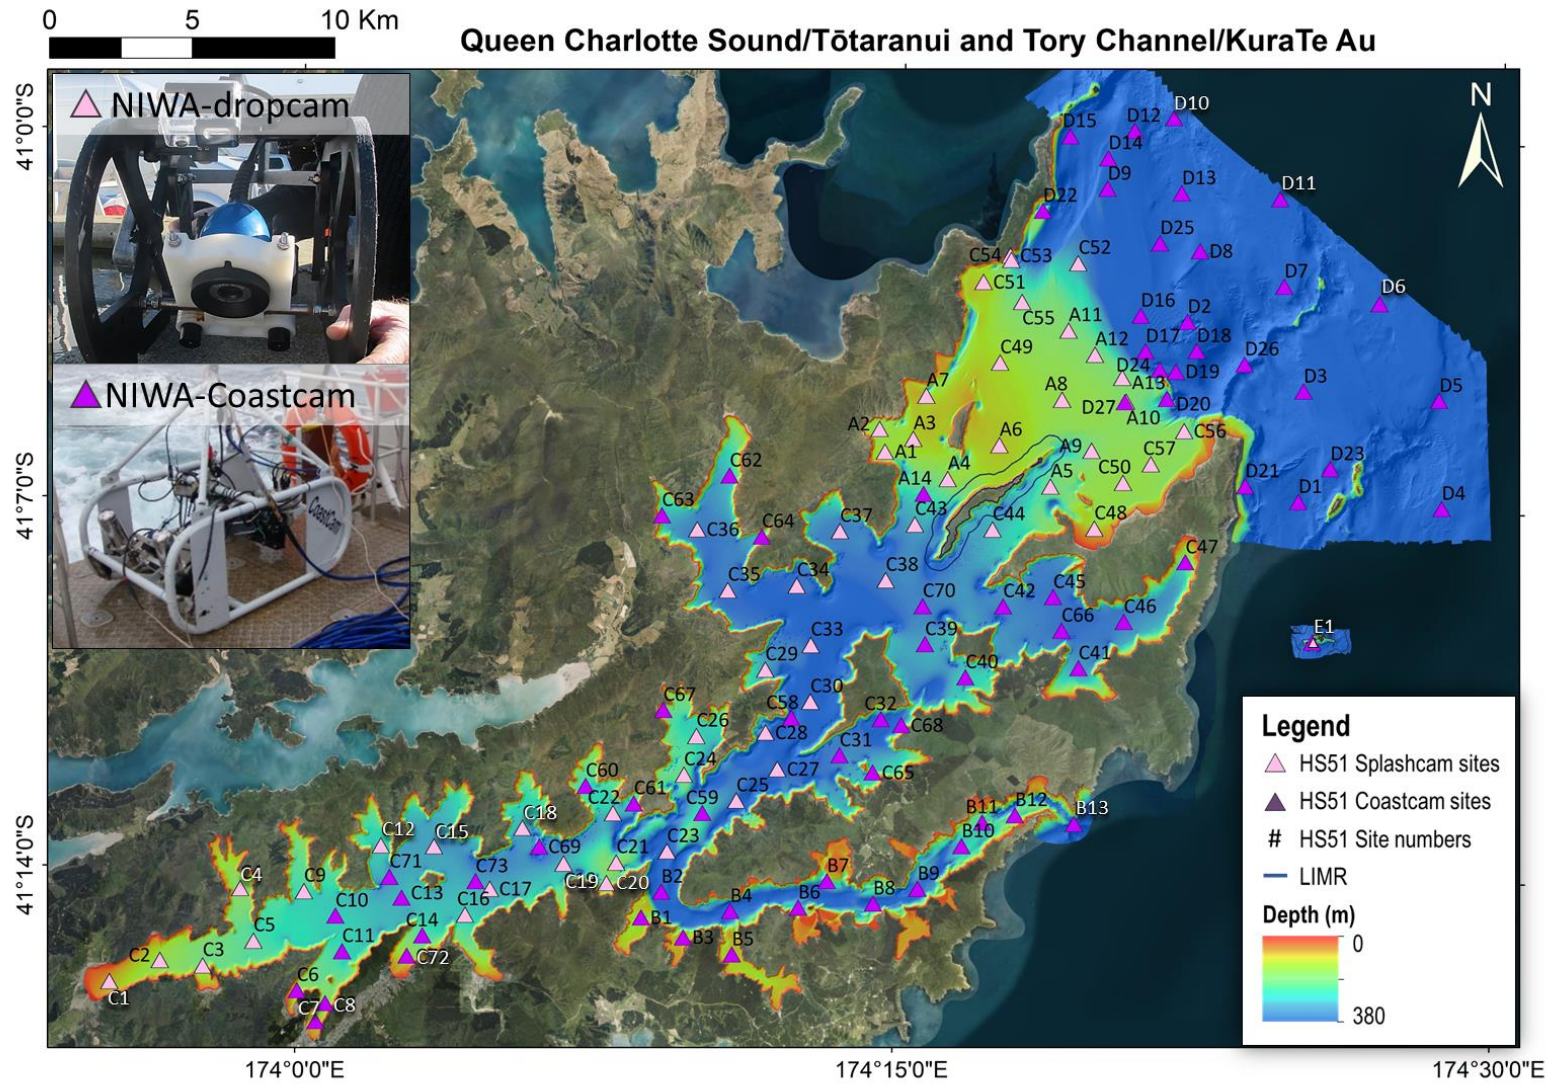 0 5 10 Km
Queen Charlotte Sound/Tōtaranui and Tory Channel/KuraTe Au
NIWA-dropcam
NIWA-Coastcam
CoastCam
N
41°0'0"S
41°7'0"S
41°14'0"S
174°0'0"E 174°15'0"E 174°30'0"E
D10
D15 D12
D14
D9 D13 D11
D22
D25
C54 C53 C52 D8
C51 D7 D6
C55 A11 D16 D2
C49 A12 D17 D18
D24 D26
A7 A8 A13 D19 D3 D5
D27 A10 D20
A2 A3 A6 C56
A1 A9 C57
C62 A4 A5 C50 D21 D23
A14 D1 D4
C63 C43 C48
C36 C64 C37 C44
C47
C35 C34 C38
C70 C42 C45
C66 C46
C33 C39 E1
C29 C40 C41
C67 C30
C58 C32
C26 C28 C68
C31
C24 C27 C65
C60 C25
C22 C61 C59
C18 B11 B12 B13
C12 C15 C23 B10
C71 C69 C21
C4 C9 C73 C19 C20 B7
C10 C13 C17 B2 B6 B8 B9
C5 C16 B1 B4
C2 C3 C11 C14 B3 B5
C72
C1 C6
C7 C8
Legend
HS51 Splashcam sites
HS51 Coastcam sites
# HS51 Site numbers
LIMR
Depth (m)
0
380